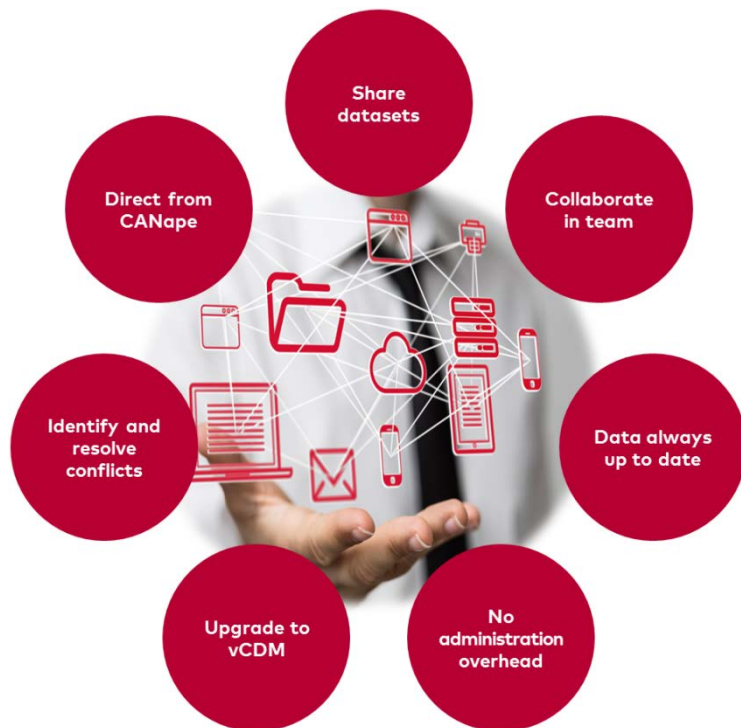 Share
datasets
Direct from
CANape
Collaborate
in team
Identify and
resolve
conflicts
Data always
up to date
Upgrade to
vCDM
No
administration
overhead